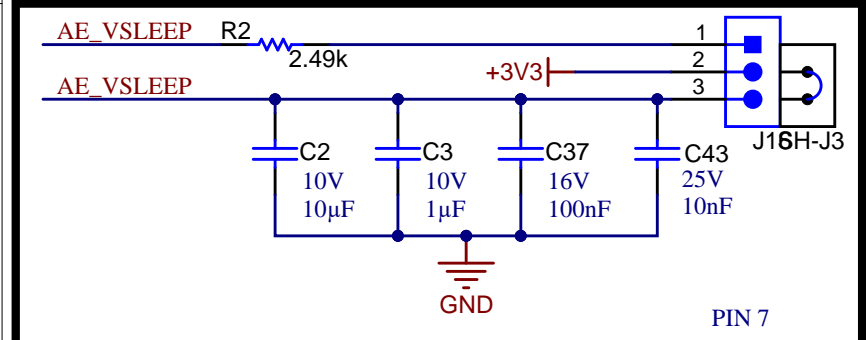 AE_VSLEEP R2 1
2.49k
+3V3 2
AE_VSLEEP 3
J16 SH-J3
C2 C3 C37 C43
10V 10V 16V 25V
10µF 1µF 100nF 10nF
GND
PIN 7